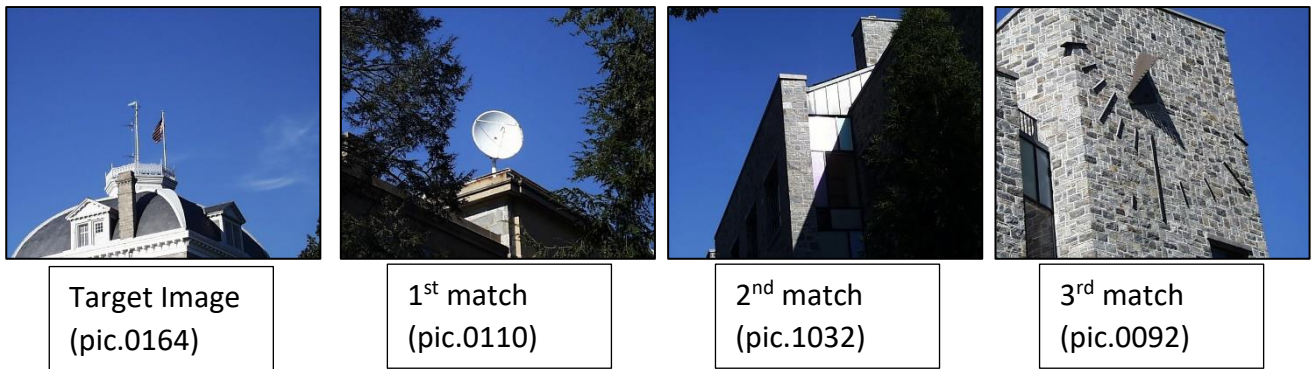 Target Image
(pic.0164)
1st match
(pic.0110)
2nd match
(pic.1032)
3rd match
(pic.0092)